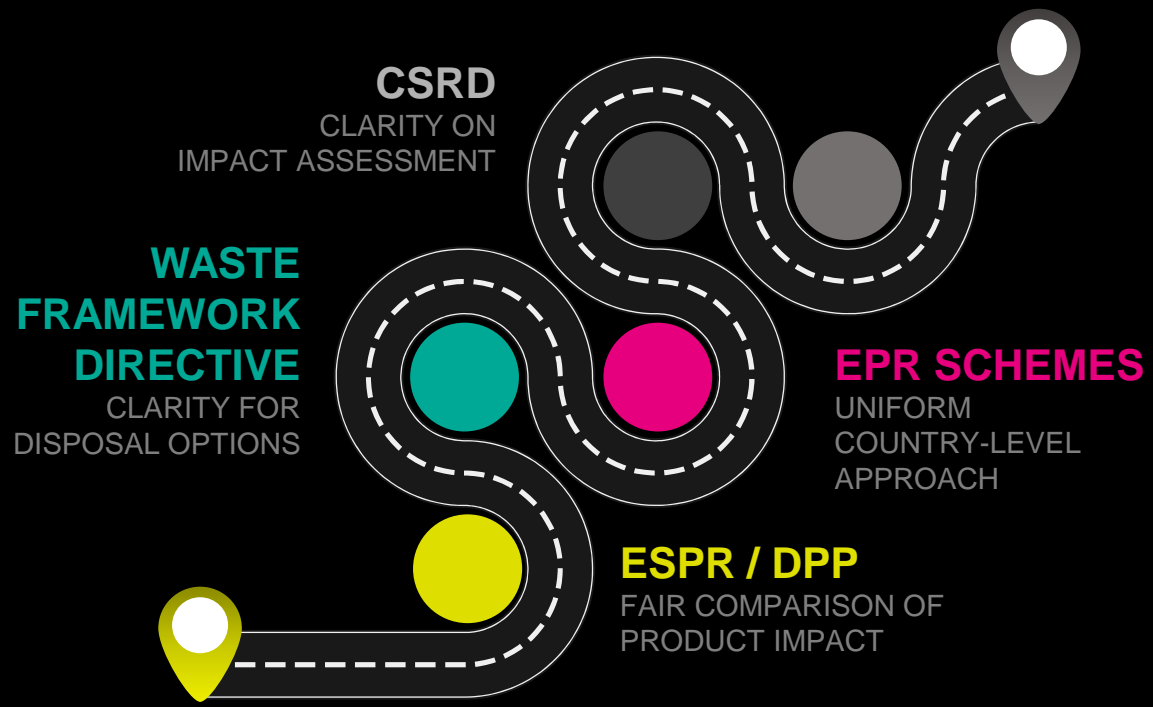 CSRD
CLARITY ON
IMPACT ASSESSMENT
WASTE
FRAMEWORK
DIRECTIVE
CLARITY FOR
DISPOSAL OPTIONS
EPR SCHEMES
UNIFORM
COUNTRY-LEVEL
APPROACH
ESPR / DPP
FAIR COMPARISON OF
PRODUCT IMPACT